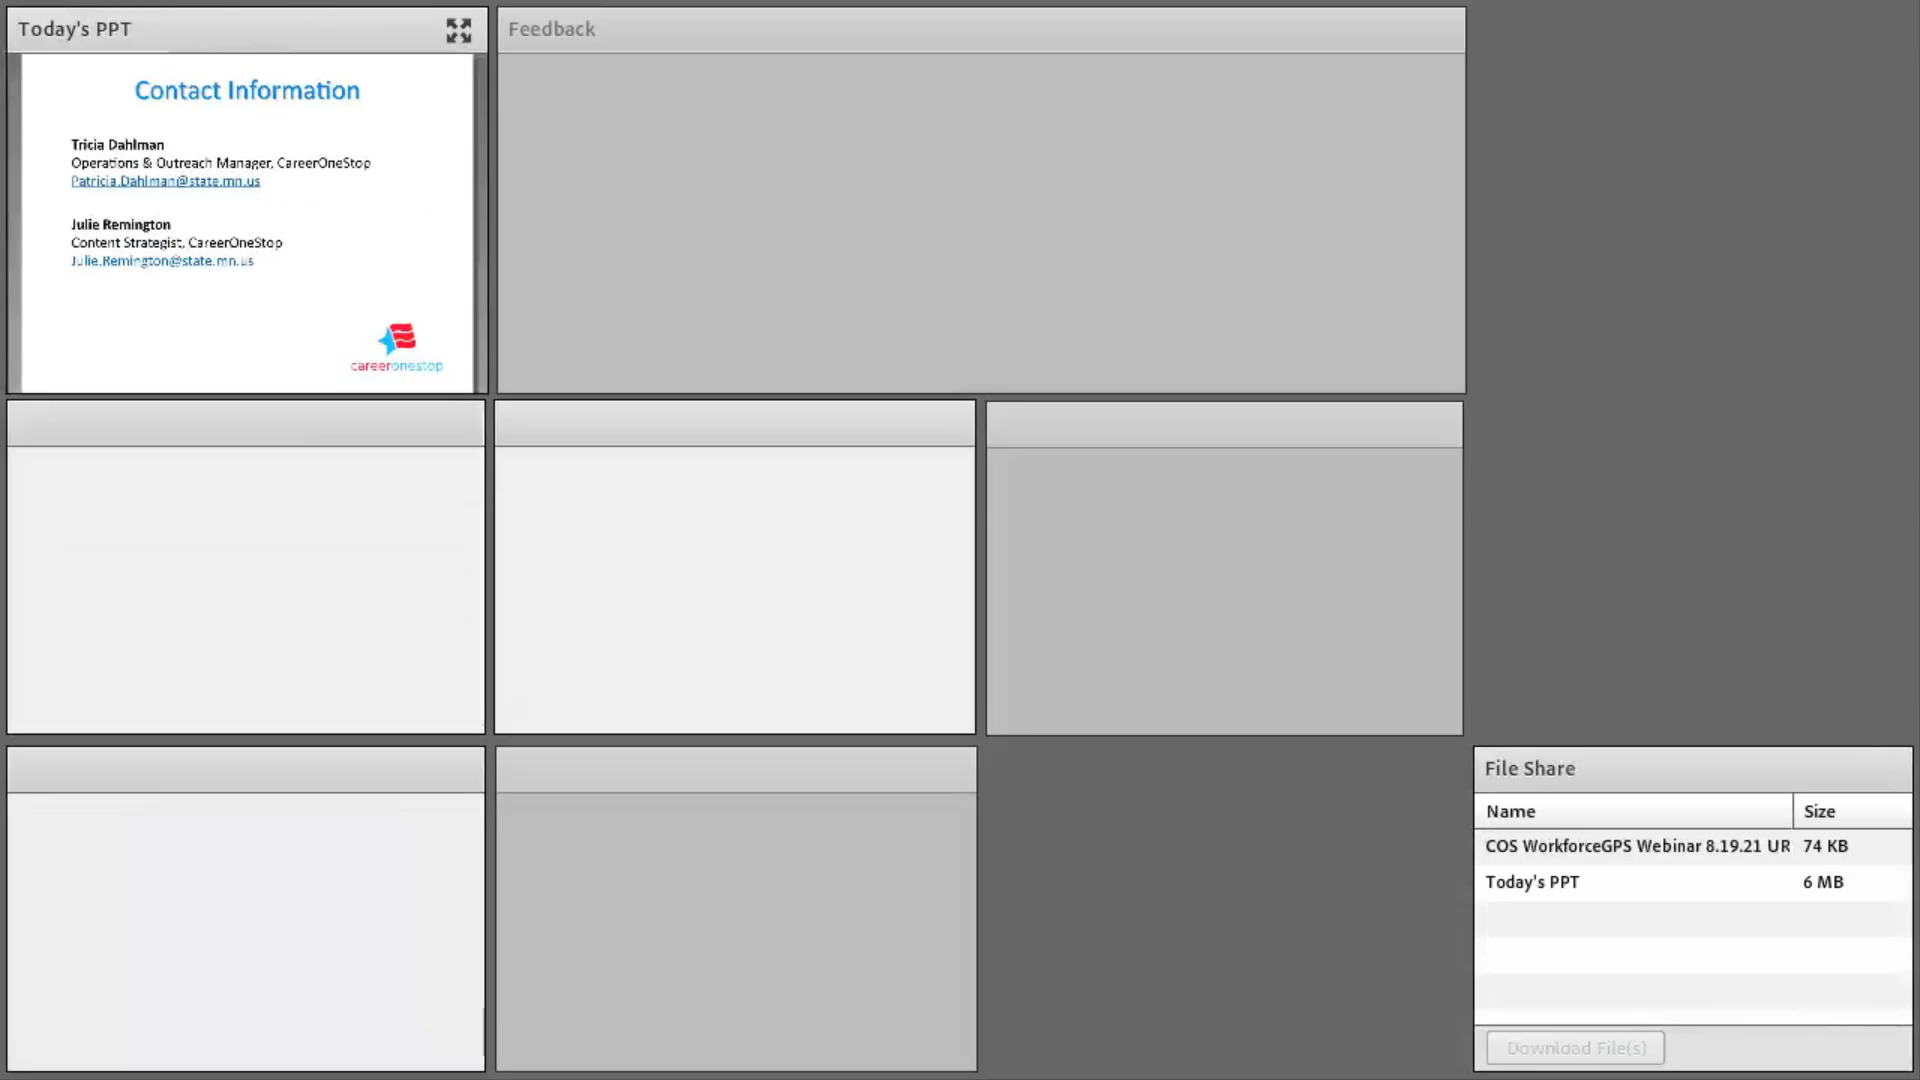 Today's PPT
Feedback
Contact Information
Tricia Dahlman
Operations & Outreach Manager, CareerOneStop
Patricia.Dahlman@state.mn.us
Julie Remington
Content Strategist, CareerOneStop
Julie.Remington@state.mn.us
careeronestop
File Share
Name Size
COS WorkforceGPS Webinar 8.19.21 UR 74 KB
Today's PPT 6 MB
Download File(s)